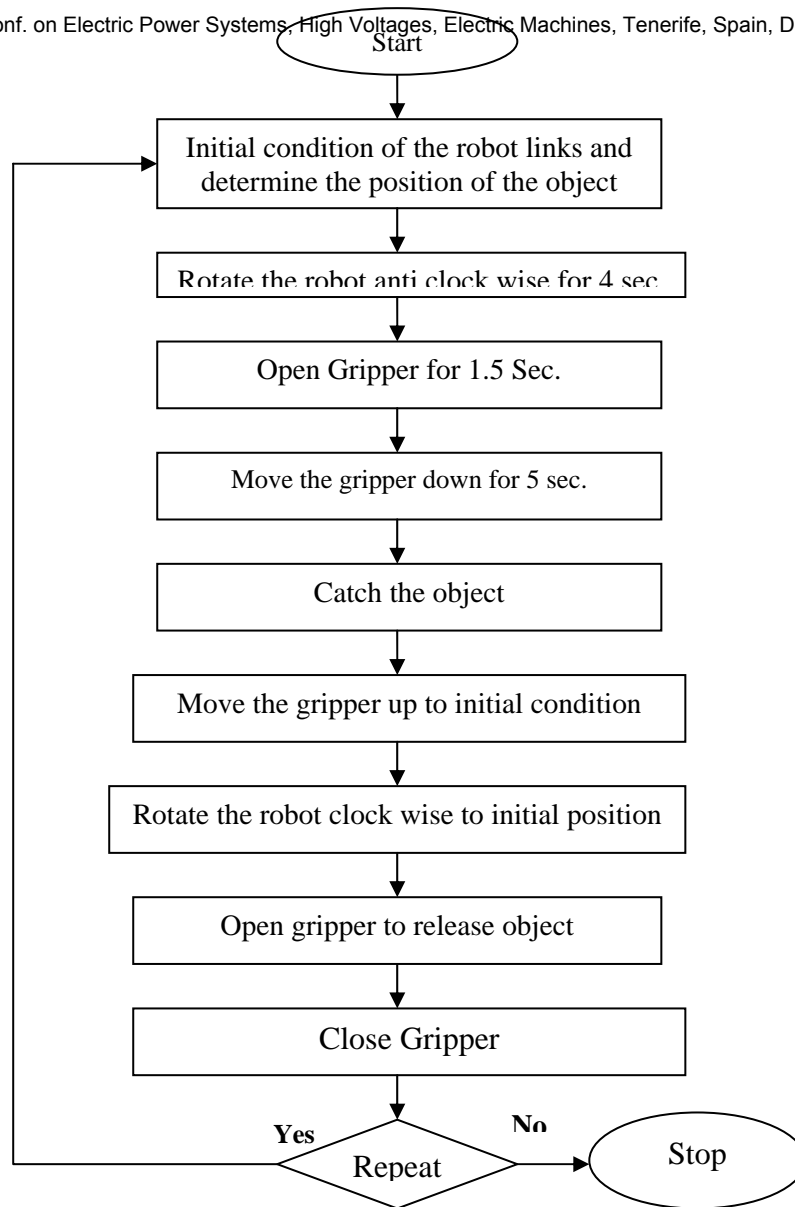 onf. on Electric Power Systems, High Voltages, Electric Machines, Tenerife, Spain, D
Start
Initial condition of the robot links and
determine the position of the object
Rotate the robot anti clock wise for 4 sec
Open Gripper for 1.5 Sec.
Move the gripper down for 5 sec.
Catch the object
Move the gripper up to initial condition
Rotate the robot clock wise to initial position
Open gripper to release object
Close Gripper
Yes
No
Repeat
Stop